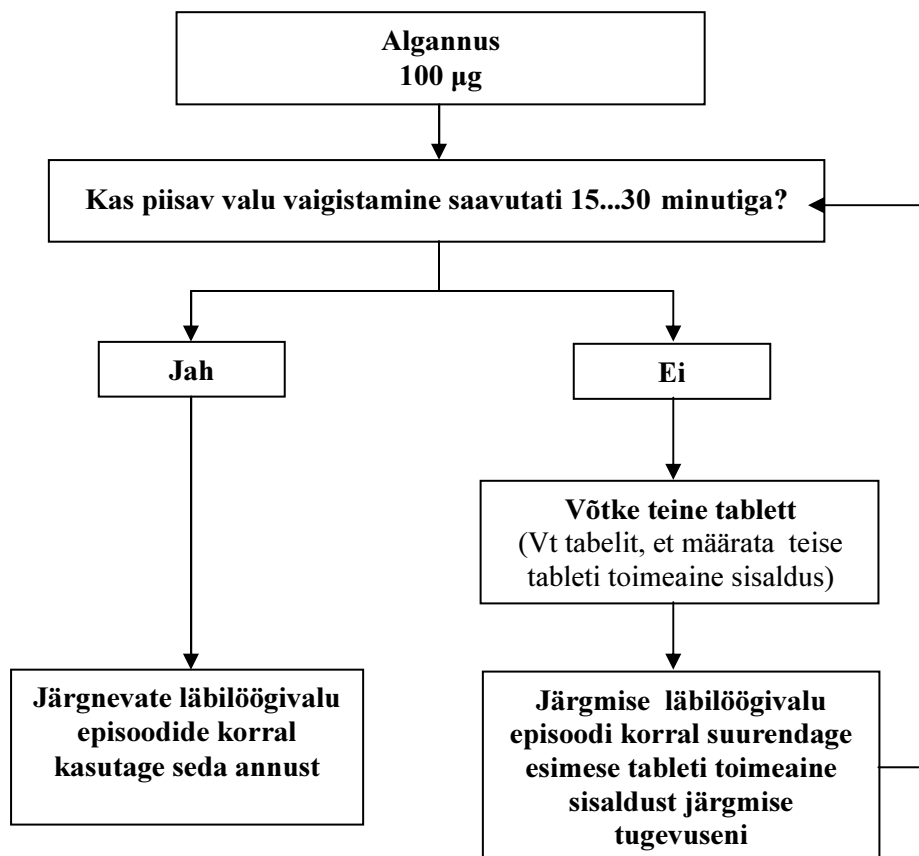 Algannus
100 µg
Kas piisav valu vaigistamine saavutati 15...30 minutiga?
Jah
Ei
Võtke teine tablett
(Vt tabelit, et määrata teise
tableti toimeaine sisaldus)
Järgnevate läbilöögivalu
episoodide korral
kasutage seda annust
Järgmise läbilöögivalu
episoodi korral suurendage
esimese tableti toimeaine
sisaldust järgmise
tugevuseni